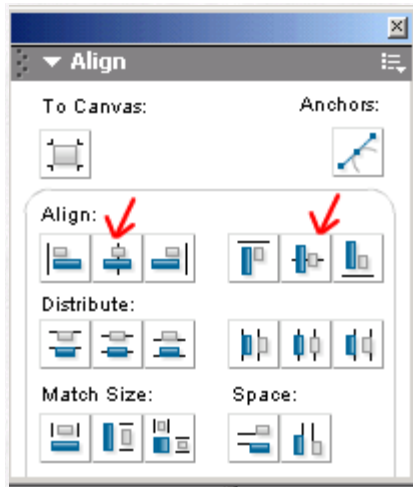 Align
To Canvas: Anchors:
Align:
Distribute:
Match Size: Space: